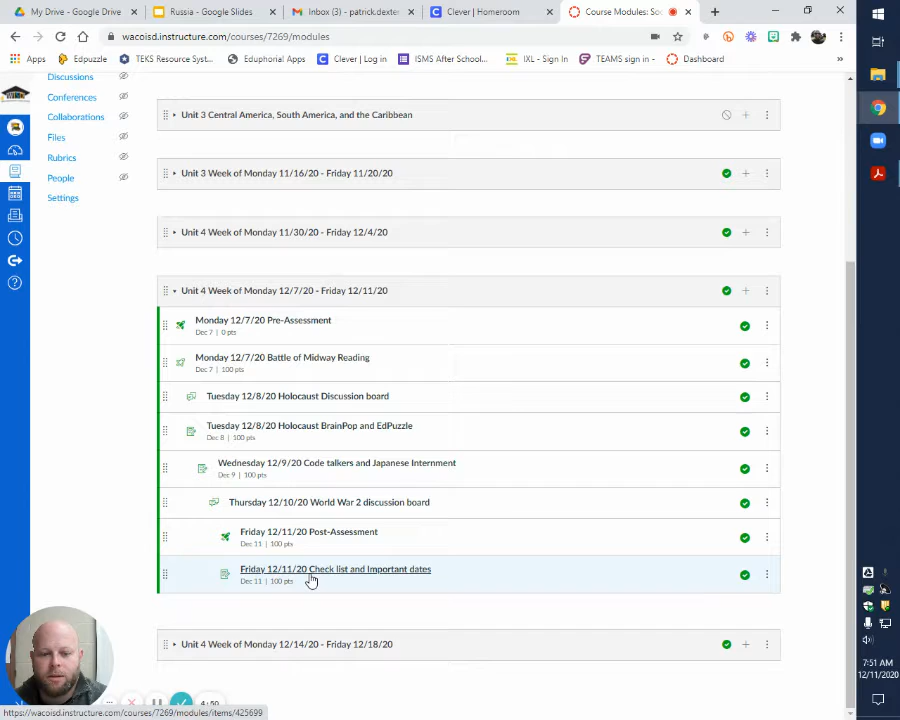 My Drive - Google Drive
Russia - Google Slides
Inbox (3) - patrick.dexter
Clever | Homeroom
Course Modules: Soc
wacoisd.instructure.com/courses/7269/modules
Apps
Edpuzzle
TEKS Resource Syst...
Eduphorial Apps
Clever | Log in
ISMS After School...
IXL - Sign In
TEAMS sign in -
Dashboard
»
Discussions
Conferences
Collaborations
Files
Rubrics
People
Settings
Unit 3 Central America, South America, and the Caribbean
Unit 3 Week of Monday 11/16/20 - Friday 11/20/20
Unit 4 Week of Monday 11/30/20 - Friday 12/4/20
Unit 4 Week of Monday 12/7/20 - Friday 12/11/20
Monday 12/7/20 Pre-Assessment
Dec 7 | 0 pts
Monday 12/7/20 Battle of Midway Reading
Dec 7 | 100 pts
Tuesday 12/8/20 Holocaust Discussion board
Tuesday 12/8/20 Holocaust BrainPop and EdPuzzle
Dec 8 | 100 pts
Wednesday 12/9/20 Code talkers and Japanese Internment
Dec 9 | 100 pts
Thursday 12/10/20 World War 2 discussion board
Friday 12/11/20 Post-Assessment
Dec 11 | 100 pts
Friday 12/11/20 Check list and Important dates
Dec 11 | 100 pts
Unit 4 Week of Monday 12/14/20 - Friday 12/18/20
4:50
https://wacoisd.instructure.com/courses/7269/modules/items/425699
7:51 AM
12/11/2020